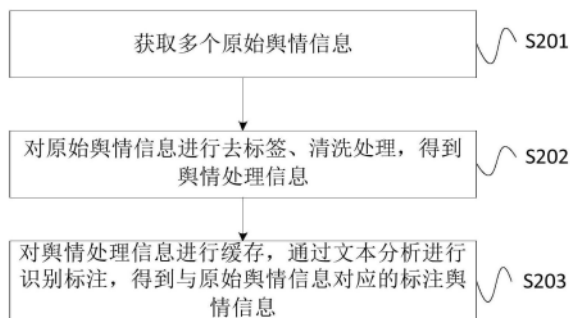 获取多个原始舆情信息
S201
对原始舆情信息进行去标签、清洗处理，得到
舆情处理信息
S202
对舆情处理信息进行缓存，通过文本分析进行
识别标注，得到与原始舆情信息对应的标注舆
情信息
S203